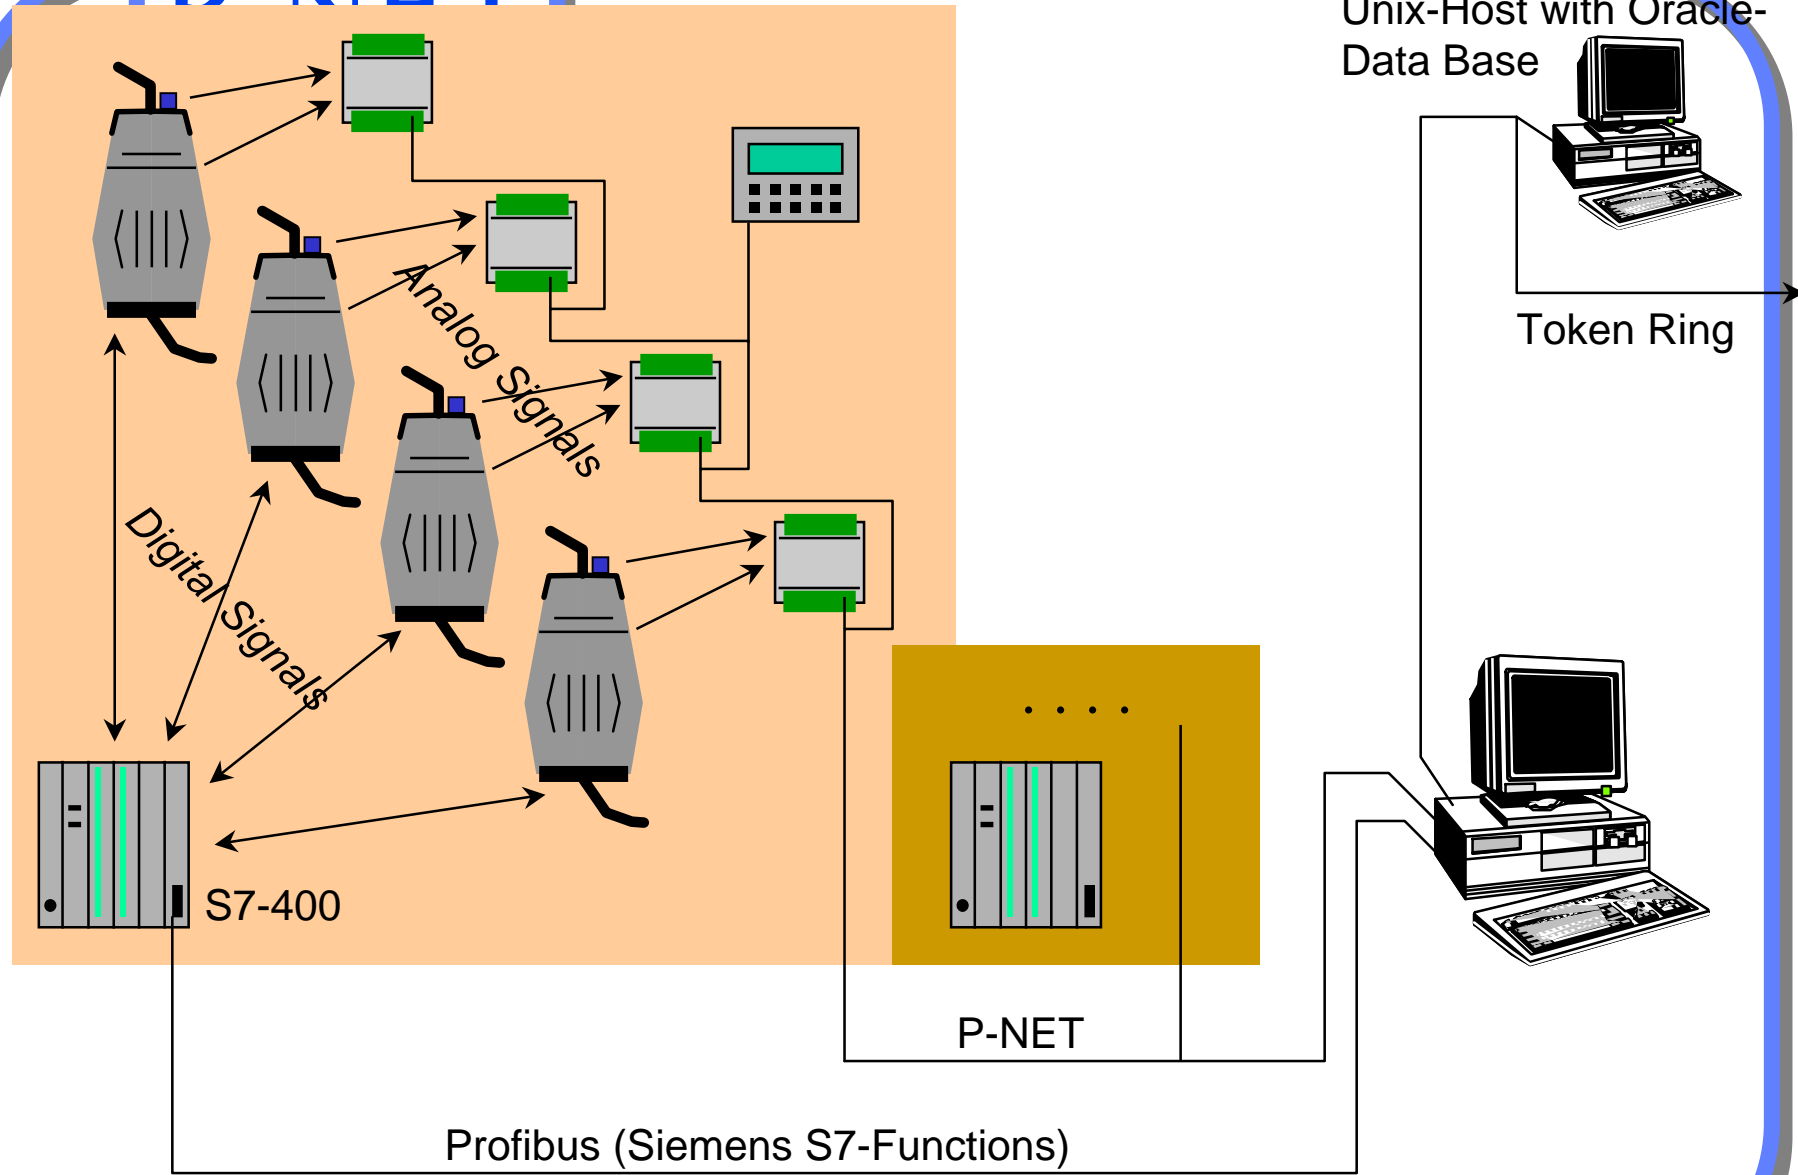 P-NET
Unix-Host with Oracle-
Data Base
Token Ring
Analog Signals
Digital Signals
S7-400
P-NET
Profibus (Siemens S7-Functions)